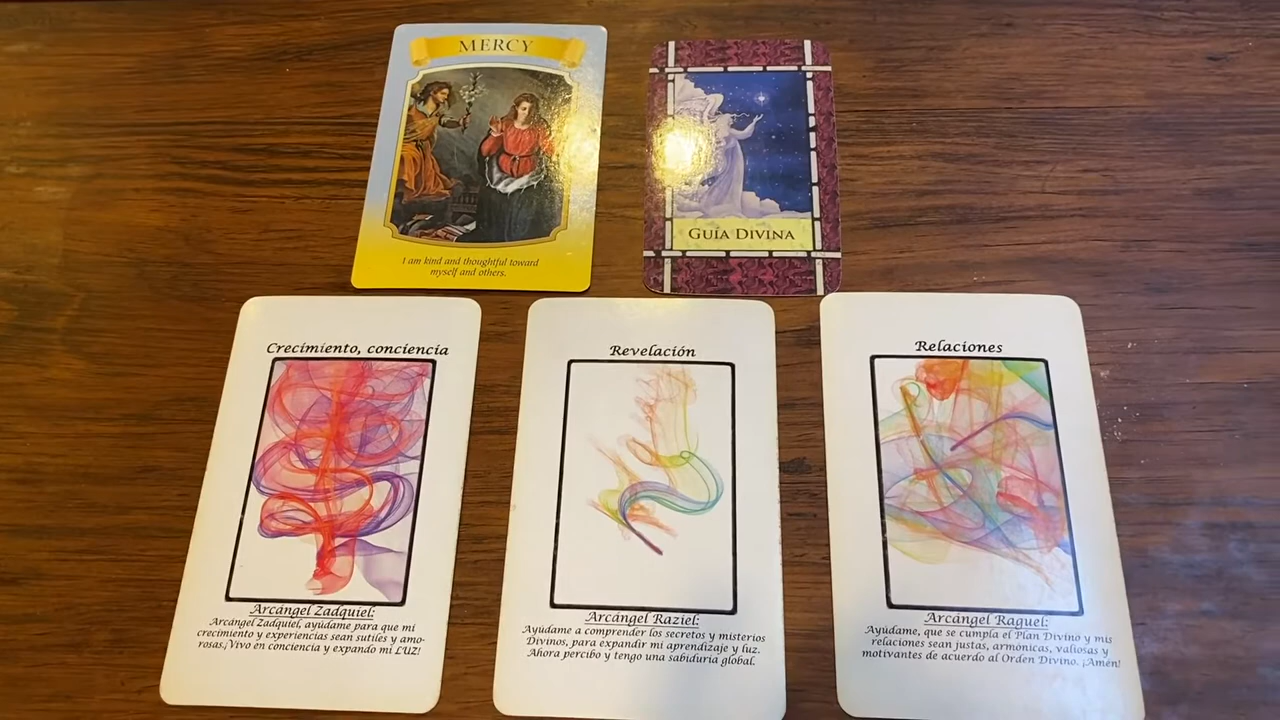 MERCY
I am kind and thoughtful toward
myself and others.
GUÍA DIVINA
Crecimiento, conciencia
Arcángel Zadquiel:
Arcángel Zadquiel, ayúdame para que mi
crecimiento y experiencias sean sutiles y amo-
rosas.¡Vivo en conciencia y expando mi LUZ!
Revelación
Arcángel Raziel:
Ayúdame a comprender los secretos y misterios
Divinos, para expandir mi aprendizaje y luz.
Ahora percibo y tengo una sabiduría global.
Relaciones
Arcángel Raguel:
Ayúdame, que se cumpla el Plan Divino y mis
relaciones sean justas, armónicas, valiosas y
motivantes de acuerdo al Orden Divino. ¡Amén!